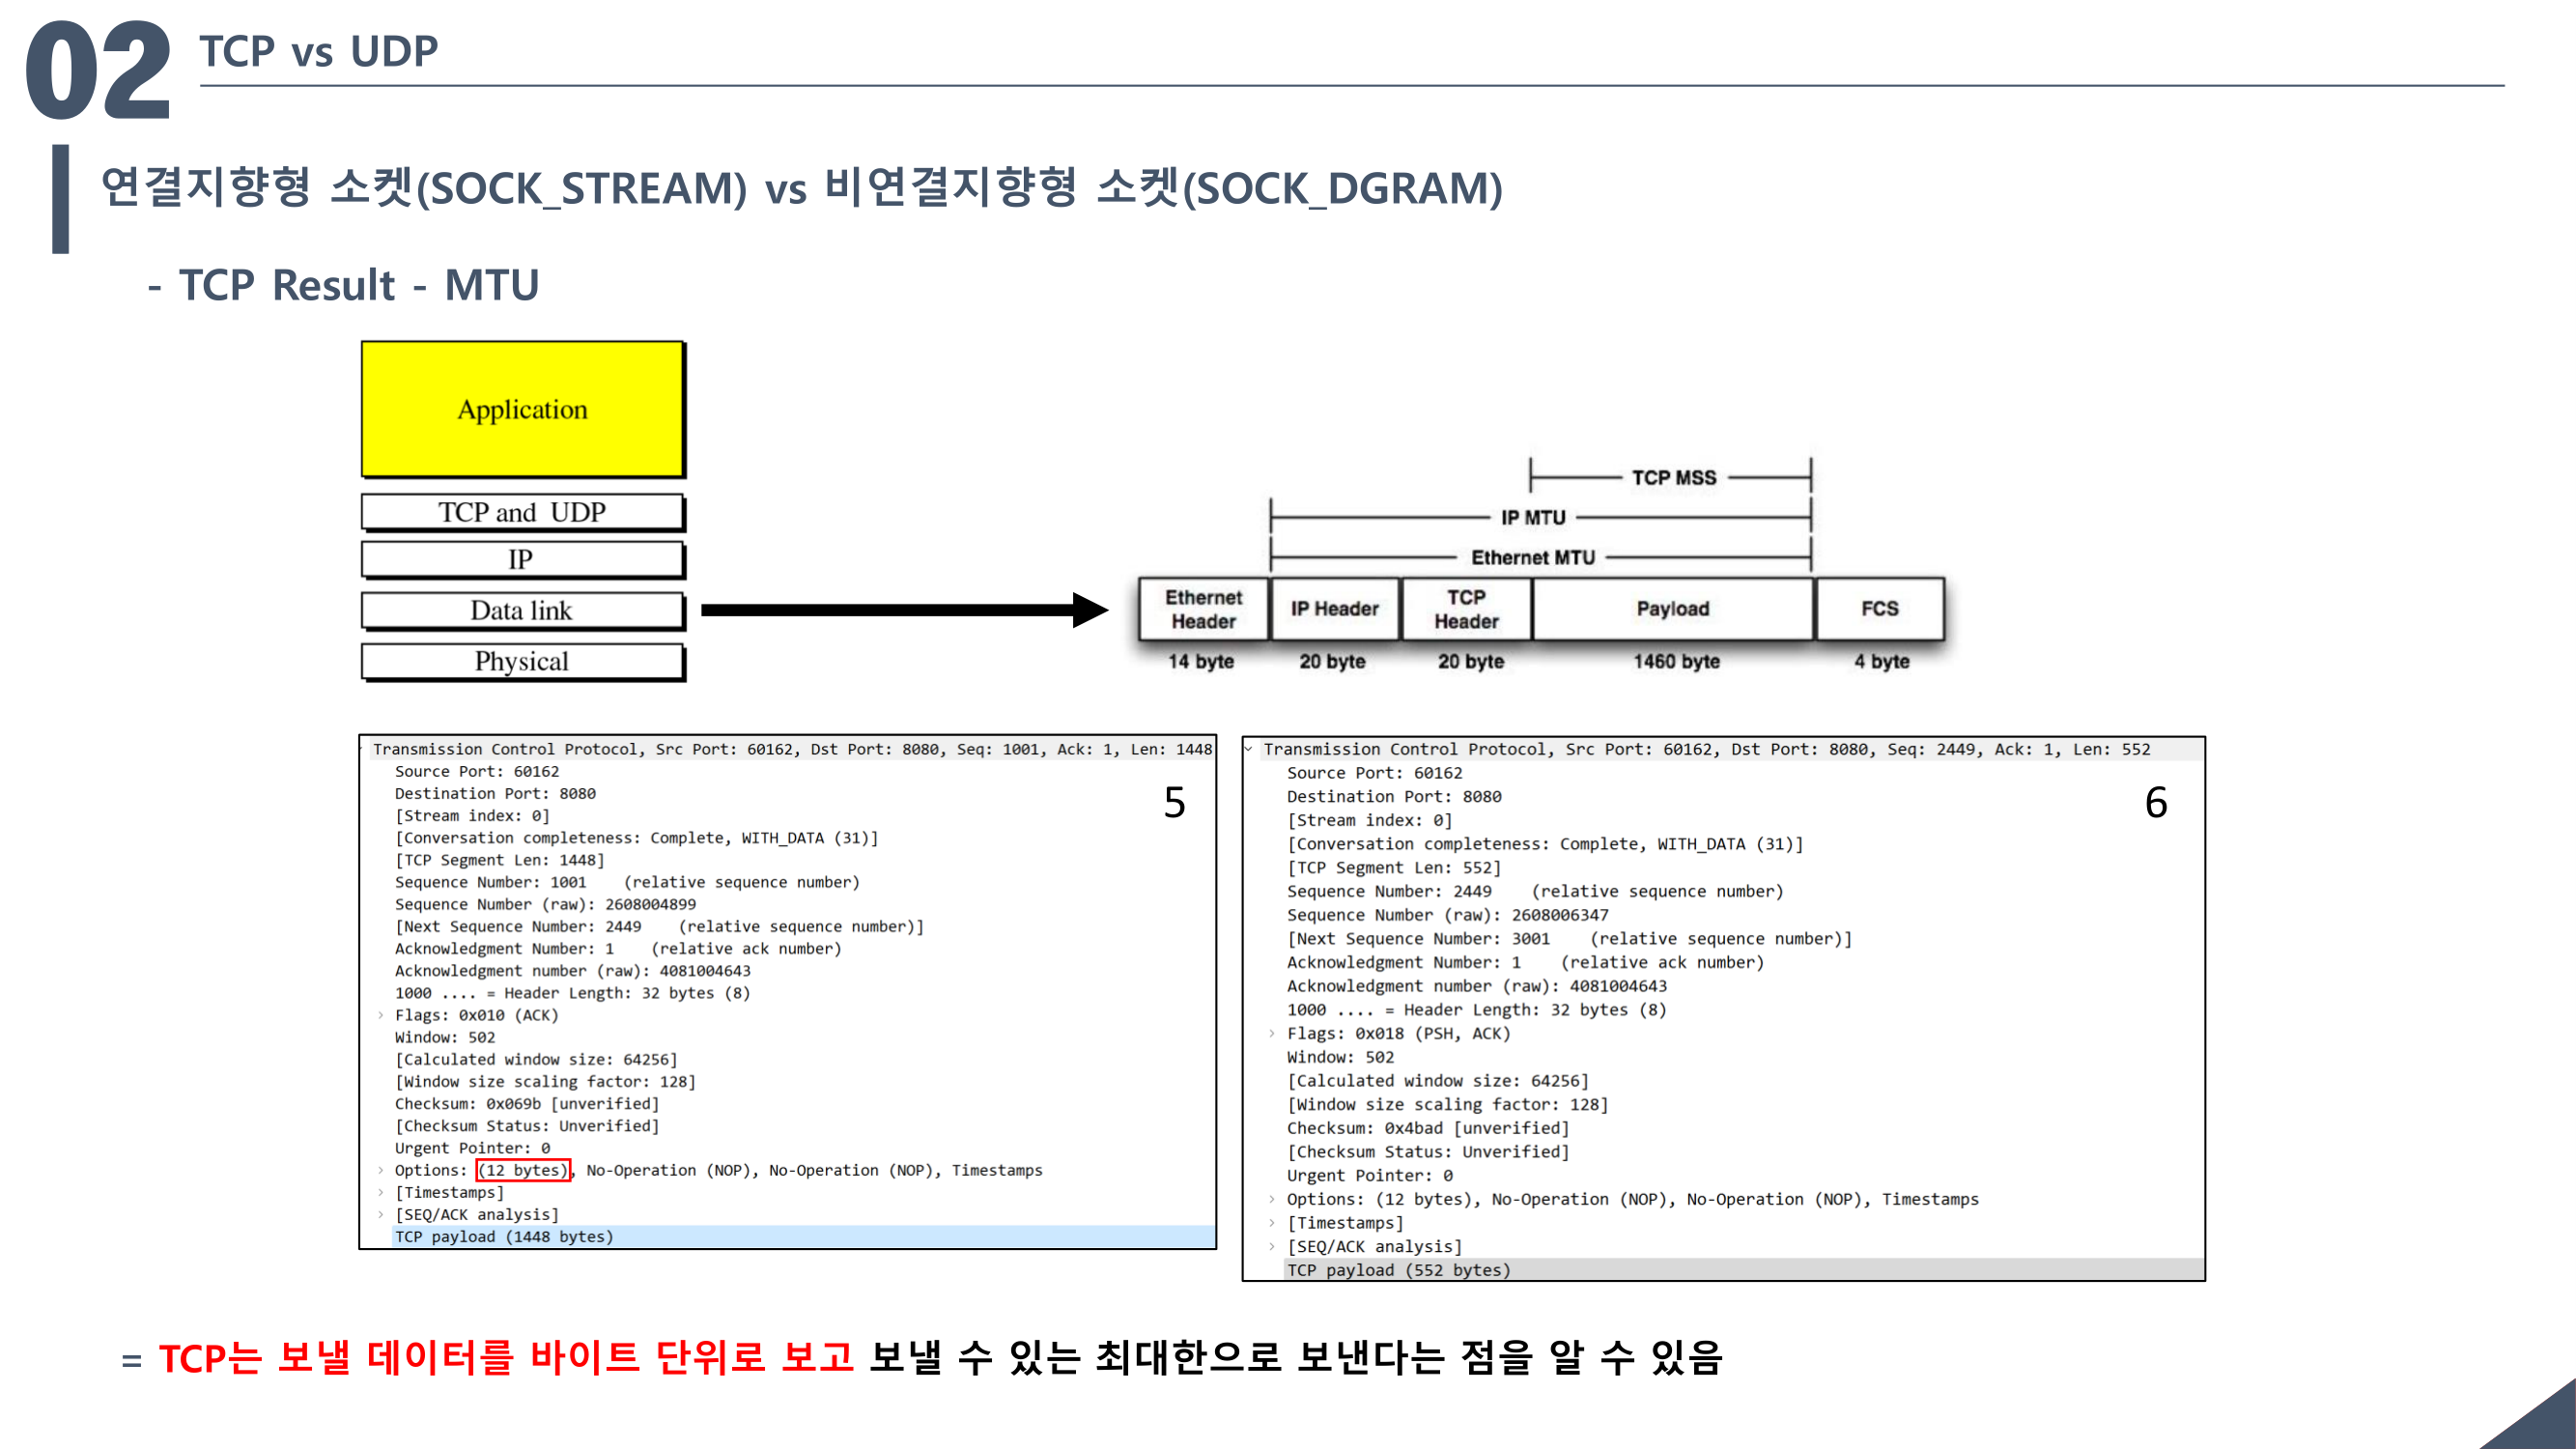 02
TCP vs UDP
연결지향형 소켓(SOCK_STREAM) vs 비연결지향형 소켓(SOCK_DGRAM)
- TCP Result - MTU
Application
TCP and UDP
IP
Data link
Physical
TCP MSS
IP MTU
Ethernet MTU
Ethernet Header
IP Header
TCP Header
Payload
FCS
14 byte
20 byte
20 byte
1460 byte
4 byte
Transmission Control Protocol, Src Port: 60162, Dst Port: 8080, Seq: 1001, Ack: 1, Len: 1448
Source Port: 60162
Destination Port: 8080
[Stream index: 0]
[Conversation completeness: Complete, WITH_DATA (31)]
[TCP Segment Len: 1448]
Sequence Number: 1001 (relative sequence number)
Sequence Number (raw): 2608004899
[Next Sequence Number: 2449 (relative sequence number)]
Acknowledgment Number: 1 (relative ack number)
Acknowledgment number (raw): 4081004643
1000 .... = Header Length: 32 bytes (8)
Flags: 0x010 (ACK)
Window: 502
[Calculated window size: 64256]
[Window size scaling factor: 128]
Checksum: 0x069b [unverified]
[Checksum Status: Unverified]
Urgent Pointer: 0
Options: (12 bytes), No-Operation (NOP), No-Operation (NOP), Timestamps
[Timestamps]
[SEQ/ACK analysis]
TCP payload (1448 bytes)
5
Transmission Control Protocol, Src Port: 60162, Dst Port: 8080, Seq: 2449, Ack: 1, Len: 552
Source Port: 60162
Destination Port: 8080
[Stream index: 0]
[Conversation completeness: Complete, WITH_DATA (31)]
[TCP Segment Len: 552]
Sequence Number: 2449 (relative sequence number)
Sequence Number (raw): 2608006347
[Next Sequence Number: 3001 (relative sequence number)]
Acknowledgment Number: 1 (relative ack number)
Acknowledgment number (raw): 4081004643
1000 .... = Header Length: 32 bytes (8)
Flags: 0x018 (PSH, ACK)
Window: 502
[Calculated window size: 64256]
[Window size scaling factor: 128]
Checksum: 0x4bad [unverified]
[Checksum Status: Unverified]
Urgent Pointer: 0
Options: (12 bytes), No-Operation (NOP), No-Operation (NOP), Timestamps
[Timestamps]
[SEQ/ACK analysis]
TCP payload (552 bytes)
6
= TCP는 보낼 데이터를 바이트 단위로 보고 보낼 수 있는 최대한으로 보낸다는 점을 알 수 있음